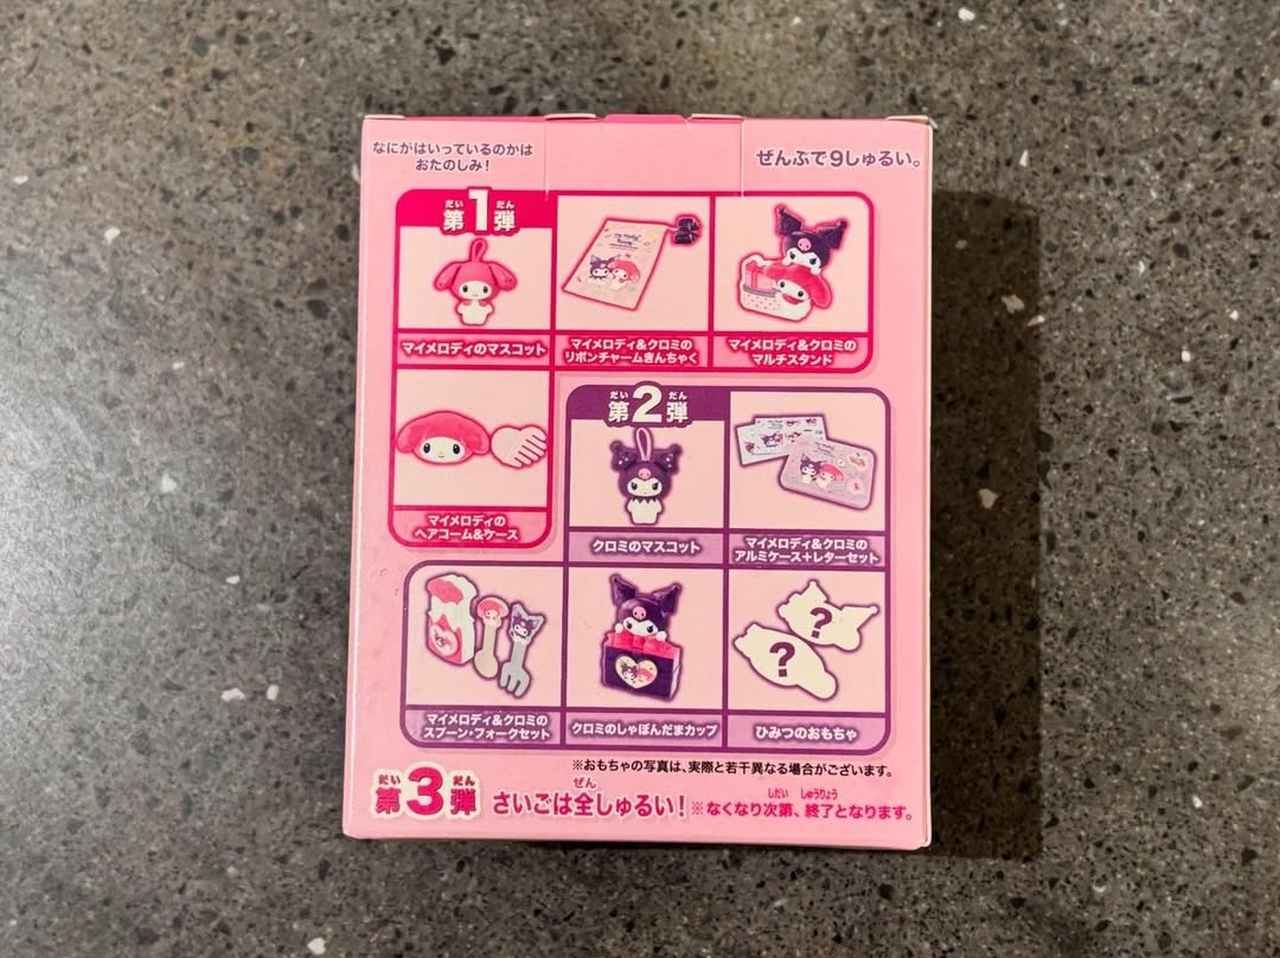 なにがはいっているのかは
おたのしみ!
ぜんぶで9しゅるい。
だい だん
第1弾
マイメロディのマスコット
マイメロディ&クロミの
リボンチャームきんちゃく
マイメロディ&クロミの
マルチスタンド
マイメロディの
ヘアコーム&ケース
だい だん
第2弾
クロミのマスコット
マイメロディ&クロミの
アルミケース+レターセット
マイメロディ&クロミの
スプーン・フォークセット
クロミのしゃぼんだまカップ
?
?
ひみつのおもちゃ
※おもちゃの写真は、実際と若干異なる場合がございます。
だい だん ぜん しだい しゅうりょう
第3弾 さいごは全しゅるい!※なくなり次第、終了となります。